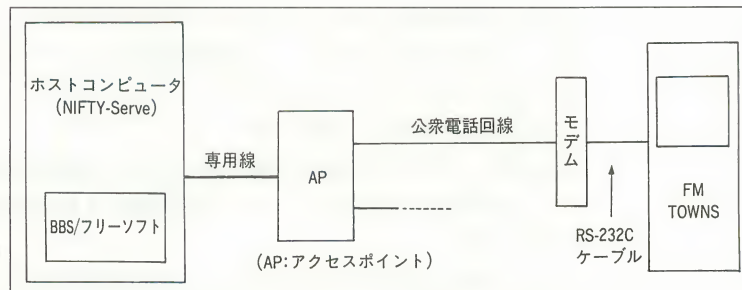 ホストコンピュータ
(NIFTY-Serve)
BBS/フリーソフト
専用線
AP
(AP:アクセスポイント)
公衆電話回線
モデム
RS-232C
ケーブル
FM
TOWNS